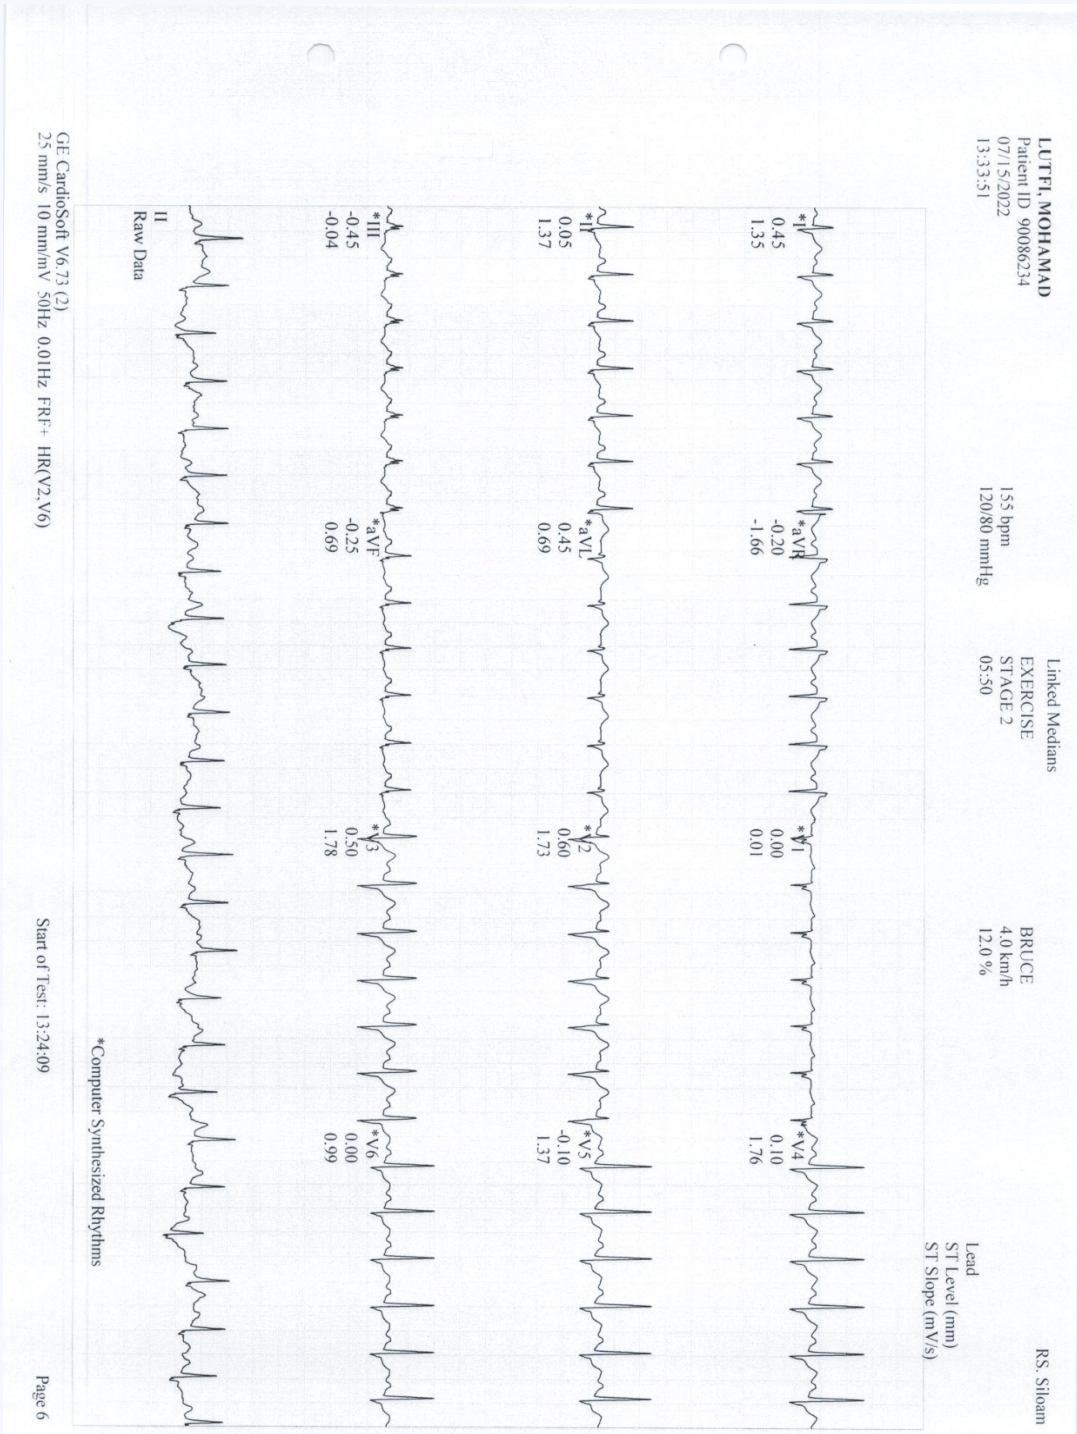 LUTFI, MOHAMAD
Patient ID 90086234
07/15/2022
13:33:51
155 bpm
120/80 mmHg
Linked Medians
EXERCISE
STAGE 2
05:50
BRUCE
4.0 km/h
12.0 %
RS. Siloam
Lead
ST Level (mm)
ST Slope (mV/s)
*I
0.45
1.35
*aVR
-0.20
-1.66
*V1
0.00
0.01
*V4
0.10
1.76
*II
0.05
1.37
*aVL
0.45
0.69
*V2
0.60
1.73
*V5
-0.10
1.37
*III
-0.45
-0.04
*aVF
-0.25
0.69
*V3
0.50
1.78
*V6
0.00
0.99
II
Raw Data
*Computer Synthesized Rhythms
GE CardioSoft V6.73 (2)
25 mm/s 10 mm/mV 50Hz 0.01Hz FRF+ HR(V2,V6)
Start of Test: 13:24:09
Page 6